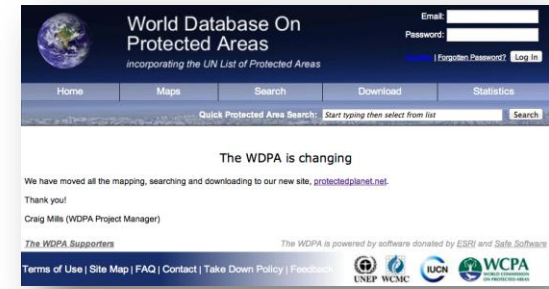 World Database On
Protected Areas
incorporating the UN List of Protected Areas
Email:
Password:
| Forgotten Password? Log In
Home Maps Search Download Statistics
Quick Protected Area Search: Start typing then select from list Search
The WDPA is changing
We have moved all the mapping, searching and downloading to our new site, protectedplanet.net.
Thank you!
Craig Mills (WDPA Project Manager)
The WDPA Supporters
The WDPA is powered by software donated by ESRI and Safe Software
Terms of Use | Site Map | FAQ | Contact | Take Down Policy | Feedback
UNEP WCMC IUCN WCPA
WORLD COMMISSION
ON PROTECTED AREAS